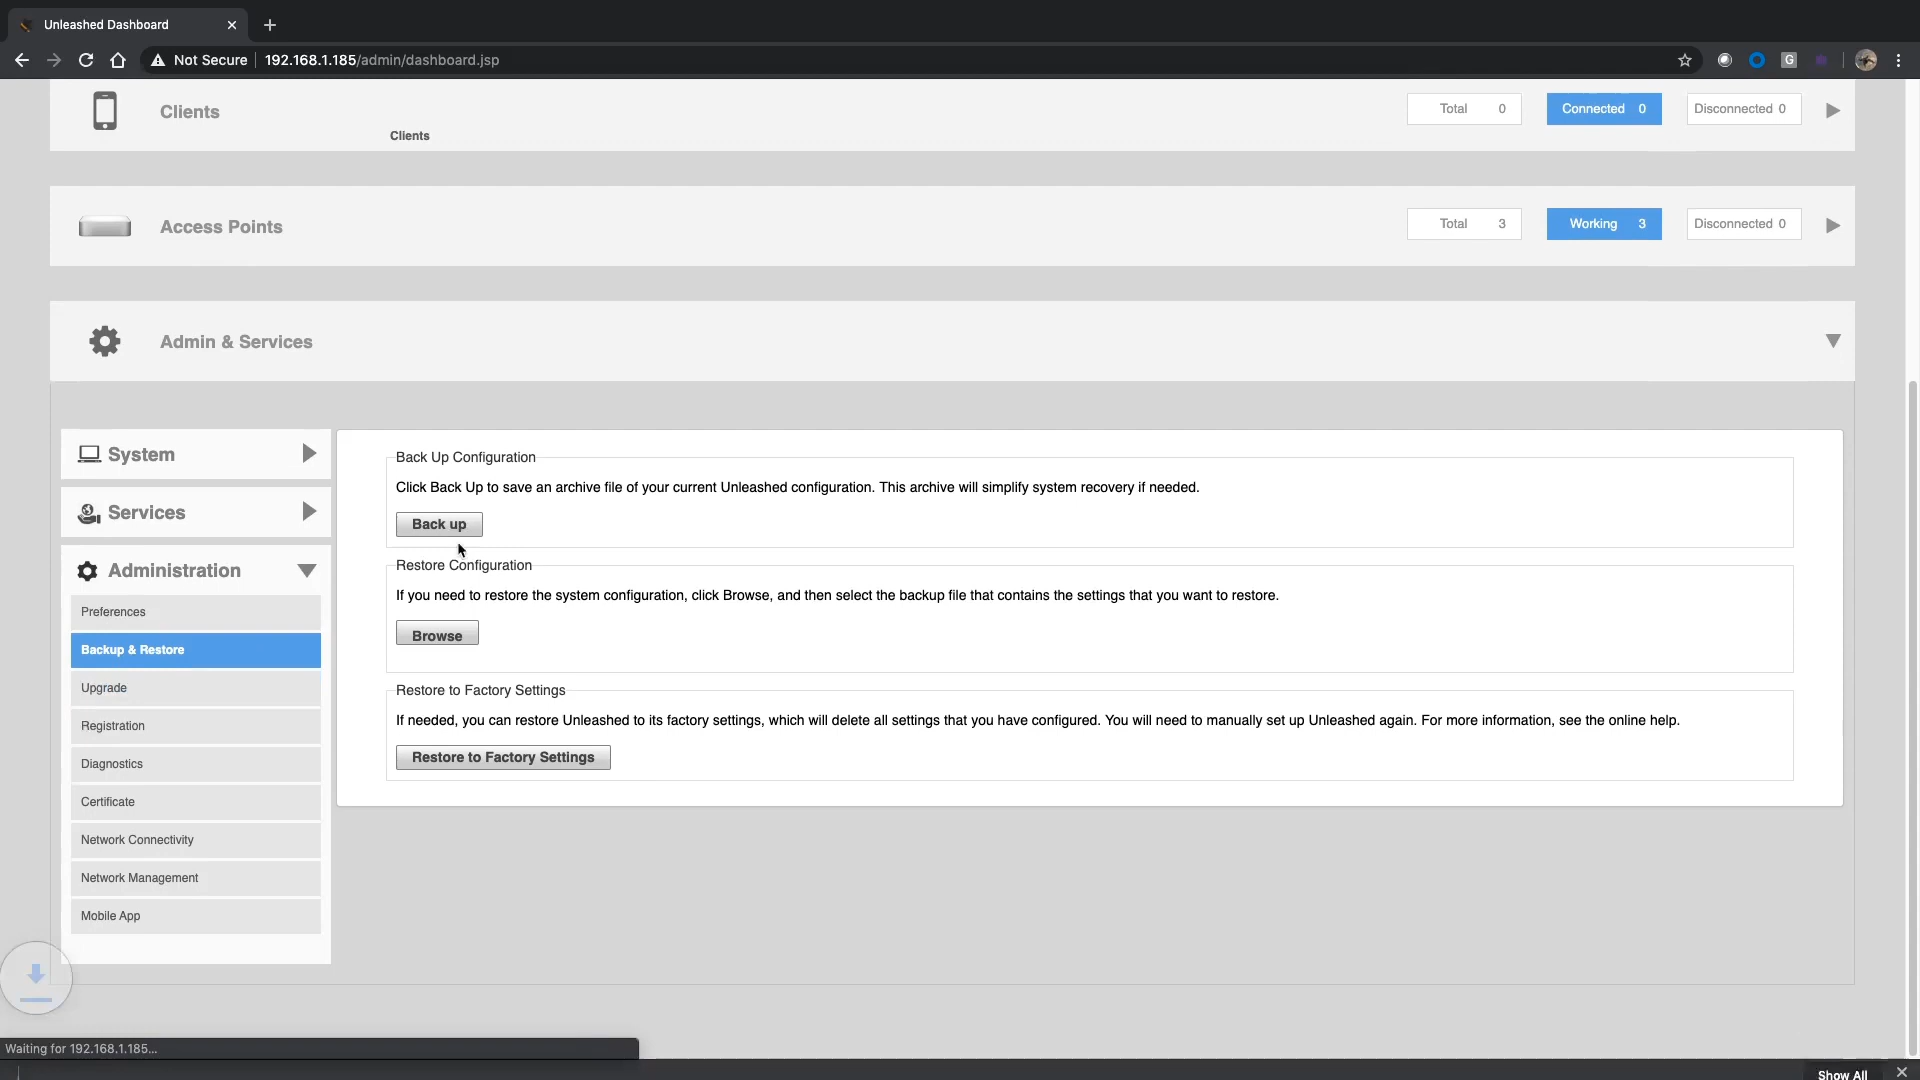 Unleashed Dashboard
Not Secure
192.168.1.185/admin/dashboard.jsp
G
Clients
Total 0
Connected 0
Disconnected 0
Clients
Access Points
Total 3
Working 3
Disconnected 0
Admin & Services
System
Services
Administration
Preferences
Backup & Restore
Upgrade
Registration
Diagnostics
Certificate
Network Connectivity
Network Management
Mobile App
Back Up Configuration
Click Back Up to save an archive file of your current Unleashed configuration. This archive will simplify system recovery if needed.
Back up
Restore Configuration
If you need to restore the system configuration, click Browse, and then select the backup file that contains the settings that you want to restore.
Browse
Restore to Factory Settings
If needed, you can restore Unleashed to its factory settings, which will delete all settings that you have configured. You will need to manually set up Unleashed again. For more information, see the online help.
Restore to Factory Settings
Waiting for 192.168.1.185...
Show All